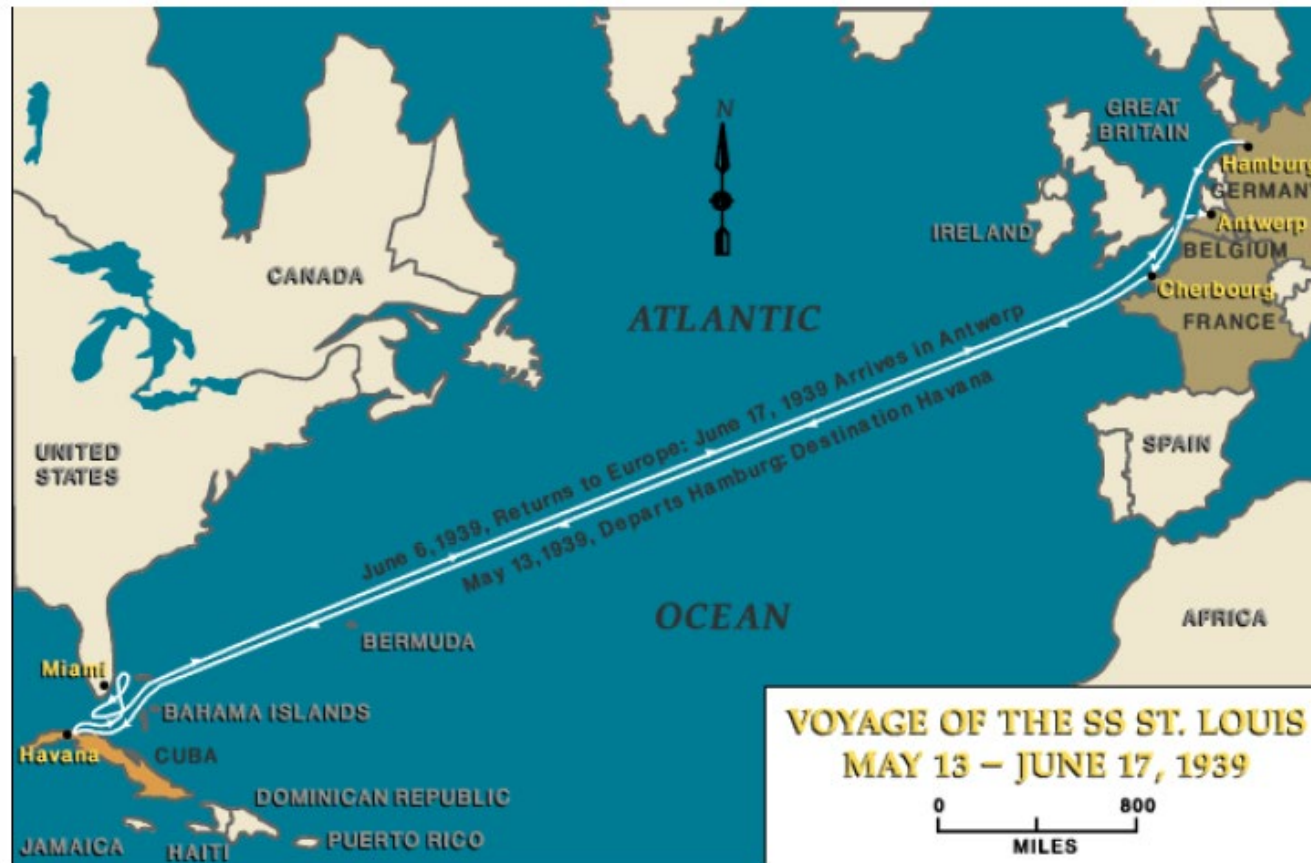 N
GREAT
BRITAIN
Hamburg
GERMANY
IRELAND
Antwerp
BELGIUM
CANADA
Cherbourg
ATLANTIC
FRANCE
June 6, 1939, Returns to Europe: June 17, 1939 Arrives in Antwerp
May 13, 1939, Departs Hamburg: Destination Havana
UNITED
STATES
SPAIN
OCEAN
AFRICA
BERMUDA
Miami
BAHAMA ISLANDS
Havana
CUBA
DOMINICAN REPUBLIC
JAMAICA
HAITI
PUERTO RICO
VOYAGE OF THE SS ST. LOUIS
MAY 13 – JUNE 17, 1939
0 800
MILES